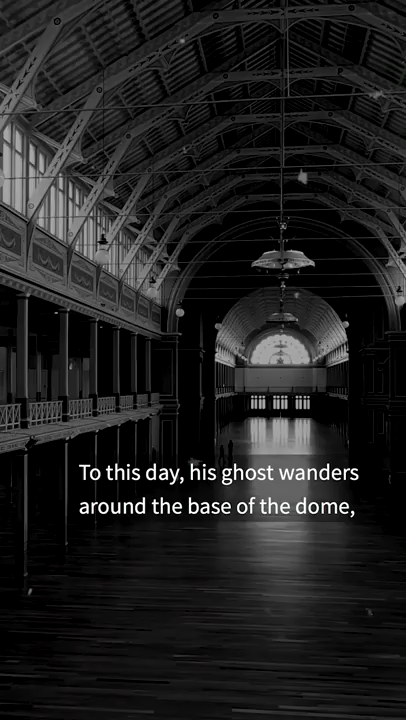 To this day, his ghost wanders
around the base of the dome,